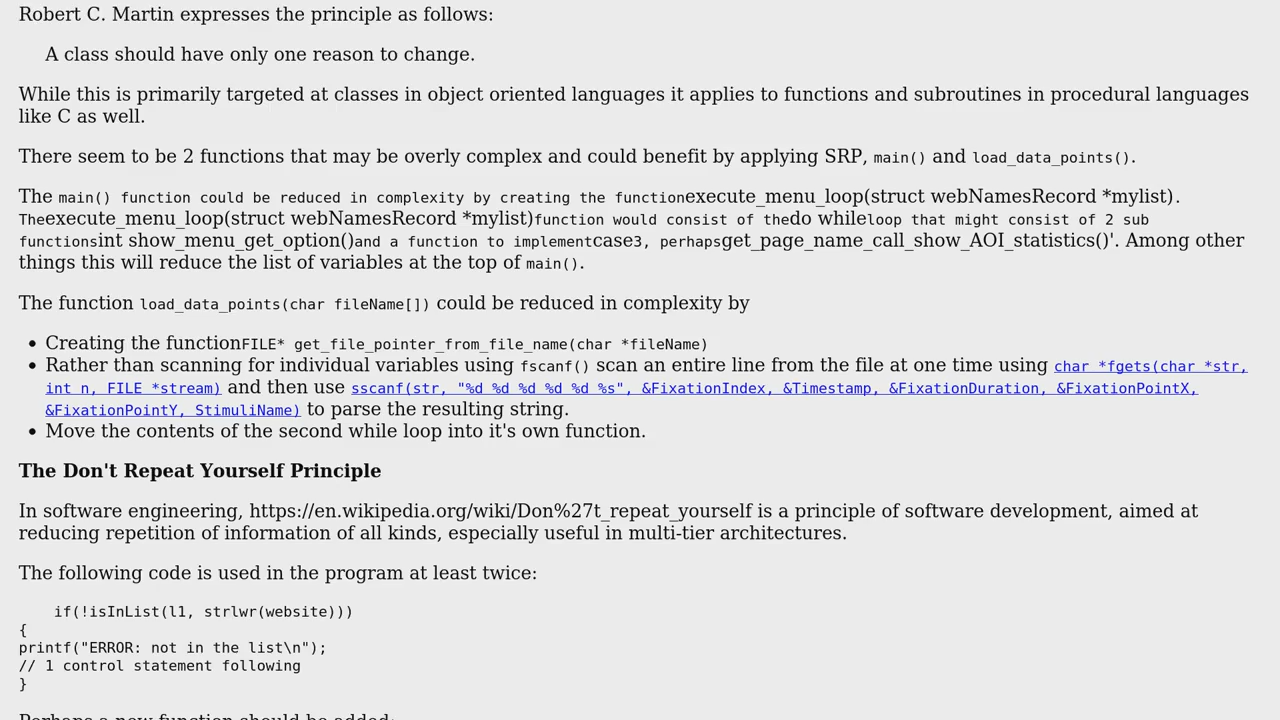 Robert C. Martin expresses the principle as follows:
A class should have only one reason to change.
While this is primarily targeted at classes in object oriented languages it applies to functions and subroutines in procedural languages
like C as well.
There seem to be 2 functions that may be overly complex and could benefit by applying SRP, main() and load_data_points().
The main() function could be reduced in complexity by creating the functionexecute_menu_loop(struct webNamesRecord *mylist).
Theexecute_menu_loop(struct webNamesRecord *mylist)function would consist of thedo whileloop that might consist of 2 sub
functionsint show_menu_get_option()and a function to implementcase3, perhapsget_page_name_call_show_AOI_statistics()'. Among other
things this will reduce the list of variables at the top of main().
The function load_data_points(char fileName[]) could be reduced in complexity by
• Creating the functionFILE* get_file_pointer_from_file_name(char *fileName)
• Rather than scanning for individual variables using fscanf() scan an entire line from the file at one time using char *fgets(char *str,
int n, FILE *stream) and then use sscanf(str, "%d %d %d %d %d %s", &FixationIndex, &Timestamp, &FixationDuration, &FixationPointX,
&FixationPointY, StimuliName) to parse the resulting string.
• Move the contents of the second while loop into it's own function.
The Don't Repeat Yourself Principle
In software engineering, https://en.wikipedia.org/wiki/Don%27t_repeat_yourself is a principle of software development, aimed at
reducing repetition of information of all kinds, especially useful in multi-tier architectures.
The following code is used in the program at least twice:
if(!isInList(l1, strlwr(website)))
{
printf("ERROR: not in the list\n");
// 1 control statement following
}
Perhaps a new function should be added: